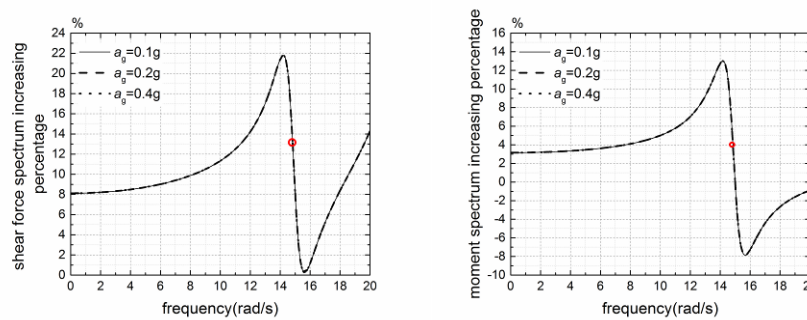 %
24
22
20
18
16
14
12
10
8
6
4
2
0
shear force spectrum increasing
percentage
a_g=0.1g
a_g=0.2g
a_g=0.4g
0 2 4 6 8 10 12 14 16 18 20
frequency(rad/s)
%
16
14
12
10
8
6
4
2
0
-2
-4
-6
-8
-10
moment spectrum increasing percentage
a_g=0.1g
a_g=0.2g
a_g=0.4g
0 2 4 6 8 10 12 14 16 18 20
frequency(rad/s)